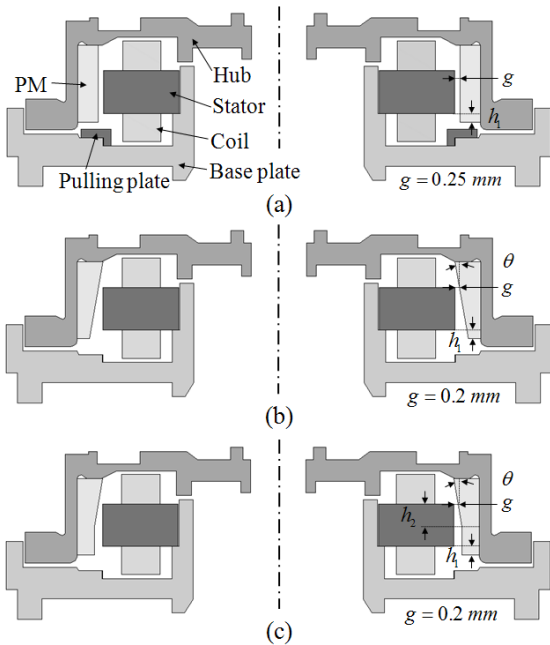 PM
Hub
Stator
Coil
Pulling plate
Base plate
g
h₁
g = 0.25 mm
(a)
θ
g
h₁
g = 0.2 mm
(b)
θ
g
h₂
h₁
g = 0.2 mm
(c)